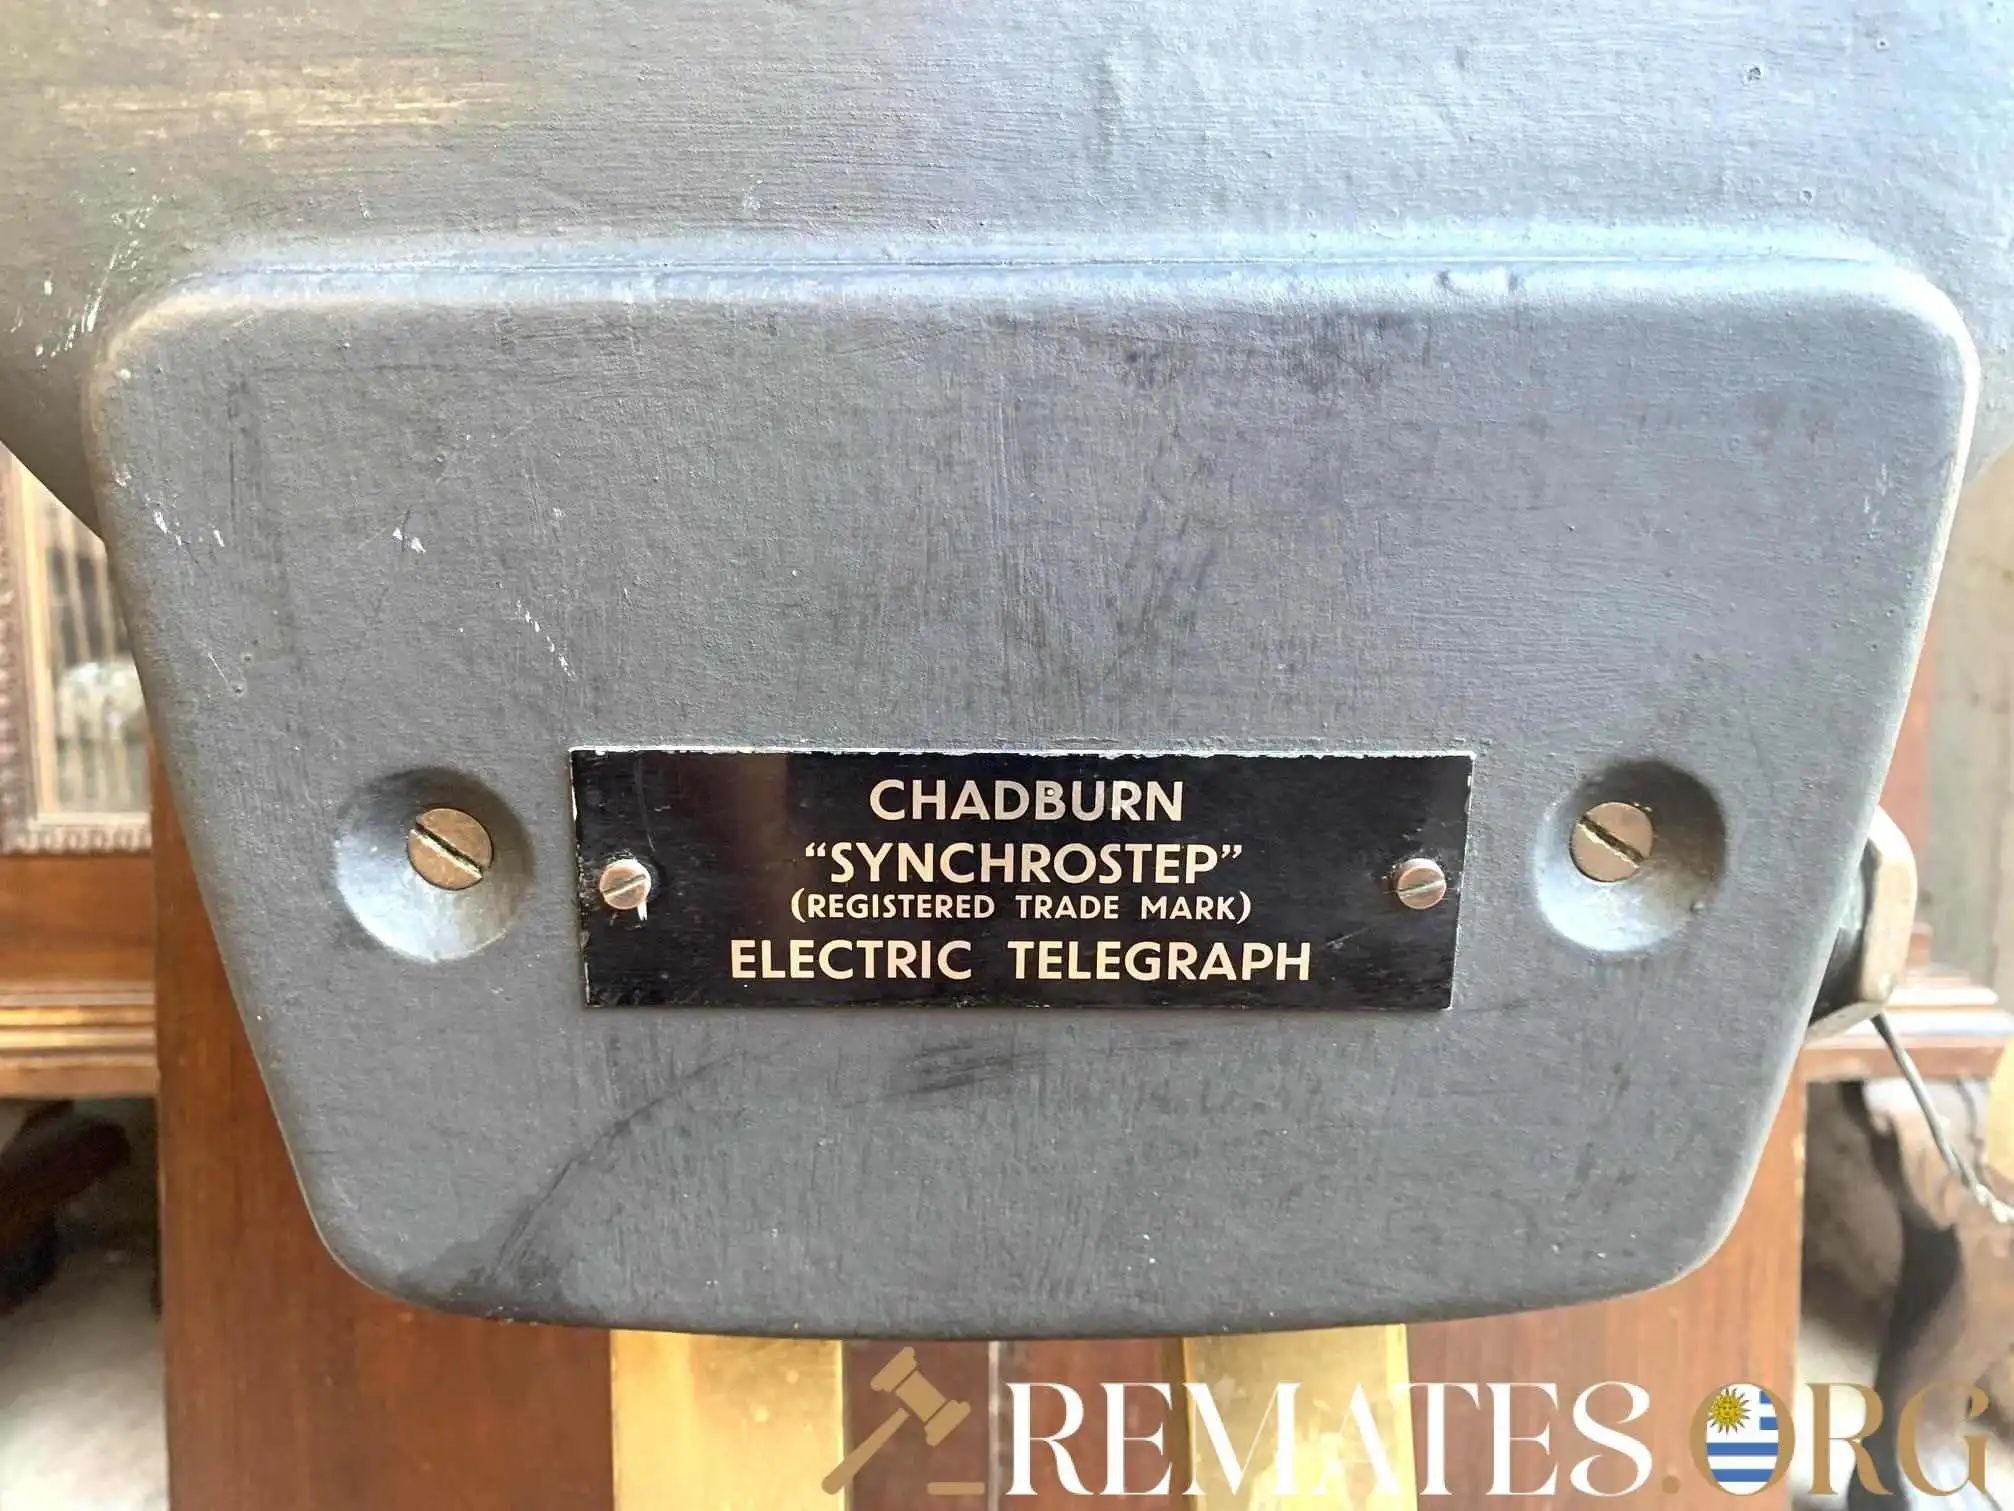 CHADBURN
“SYNCHROSTEP”
(REGISTERED TRADE MARK)
ELECTRIC TELEGRAPH
REMATES.ORG